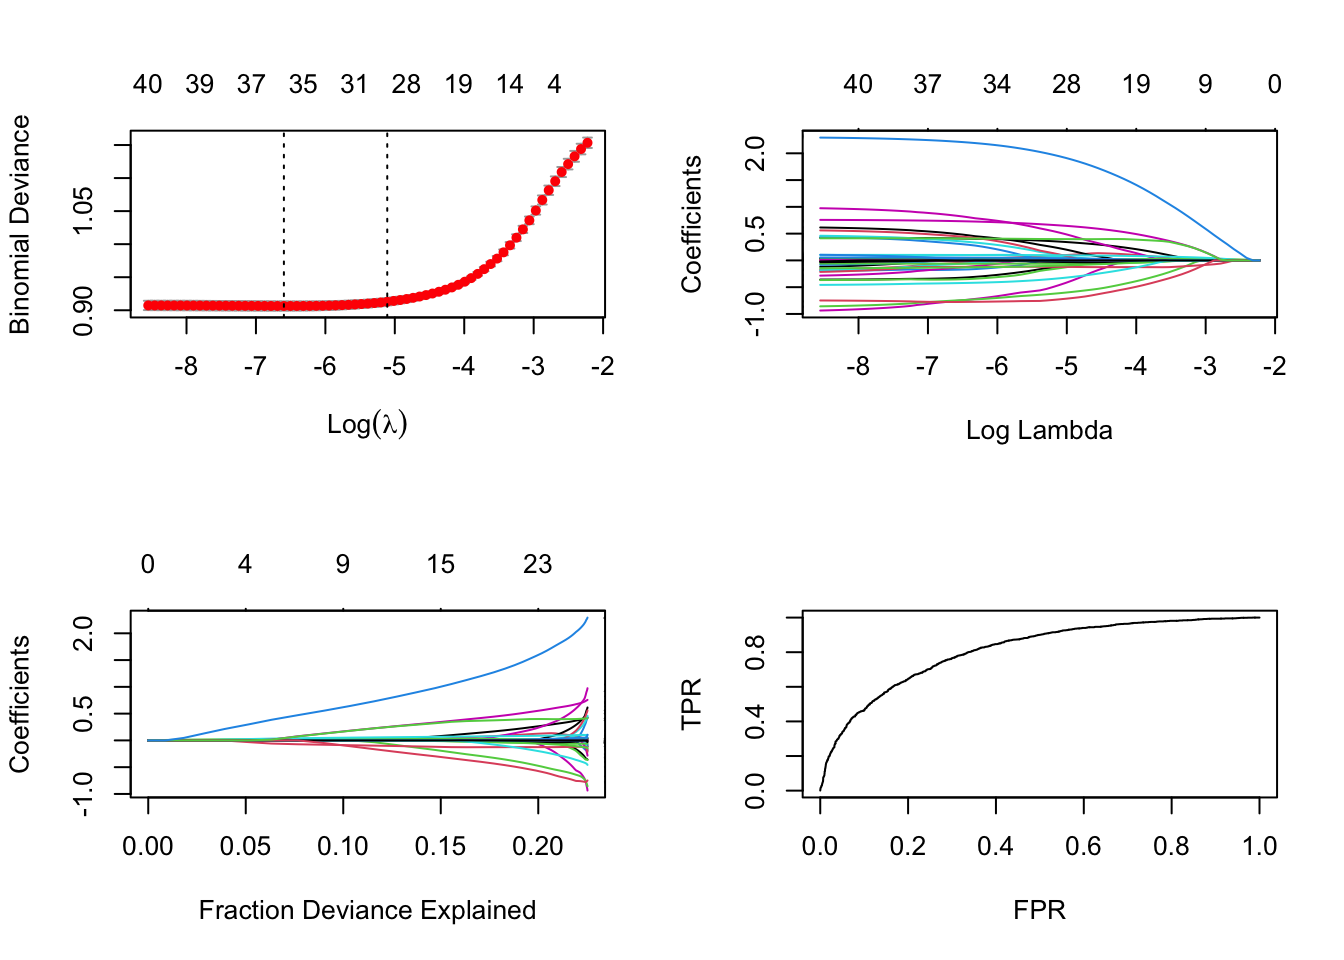 40 39 37 35 31 28 19 14 4
Binomial Deviance
0.90 1.05
-8 -7 -6 -5 -4 -3 -2
Log(λ)
40 37 34 28 19 9 0
Coefficients
-1.0 0.5 2.0
-8 -7 -6 -5 -4 -3 -2
Log Lambda
0 4 9 15 23
Coefficients
-1.0 0.5 2.0
0.00 0.05 0.10 0.15 0.20
Fraction Deviance Explained
TPR
0.0 0.4 0.8
0.0 0.2 0.4 0.6 0.8 1.0
FPR